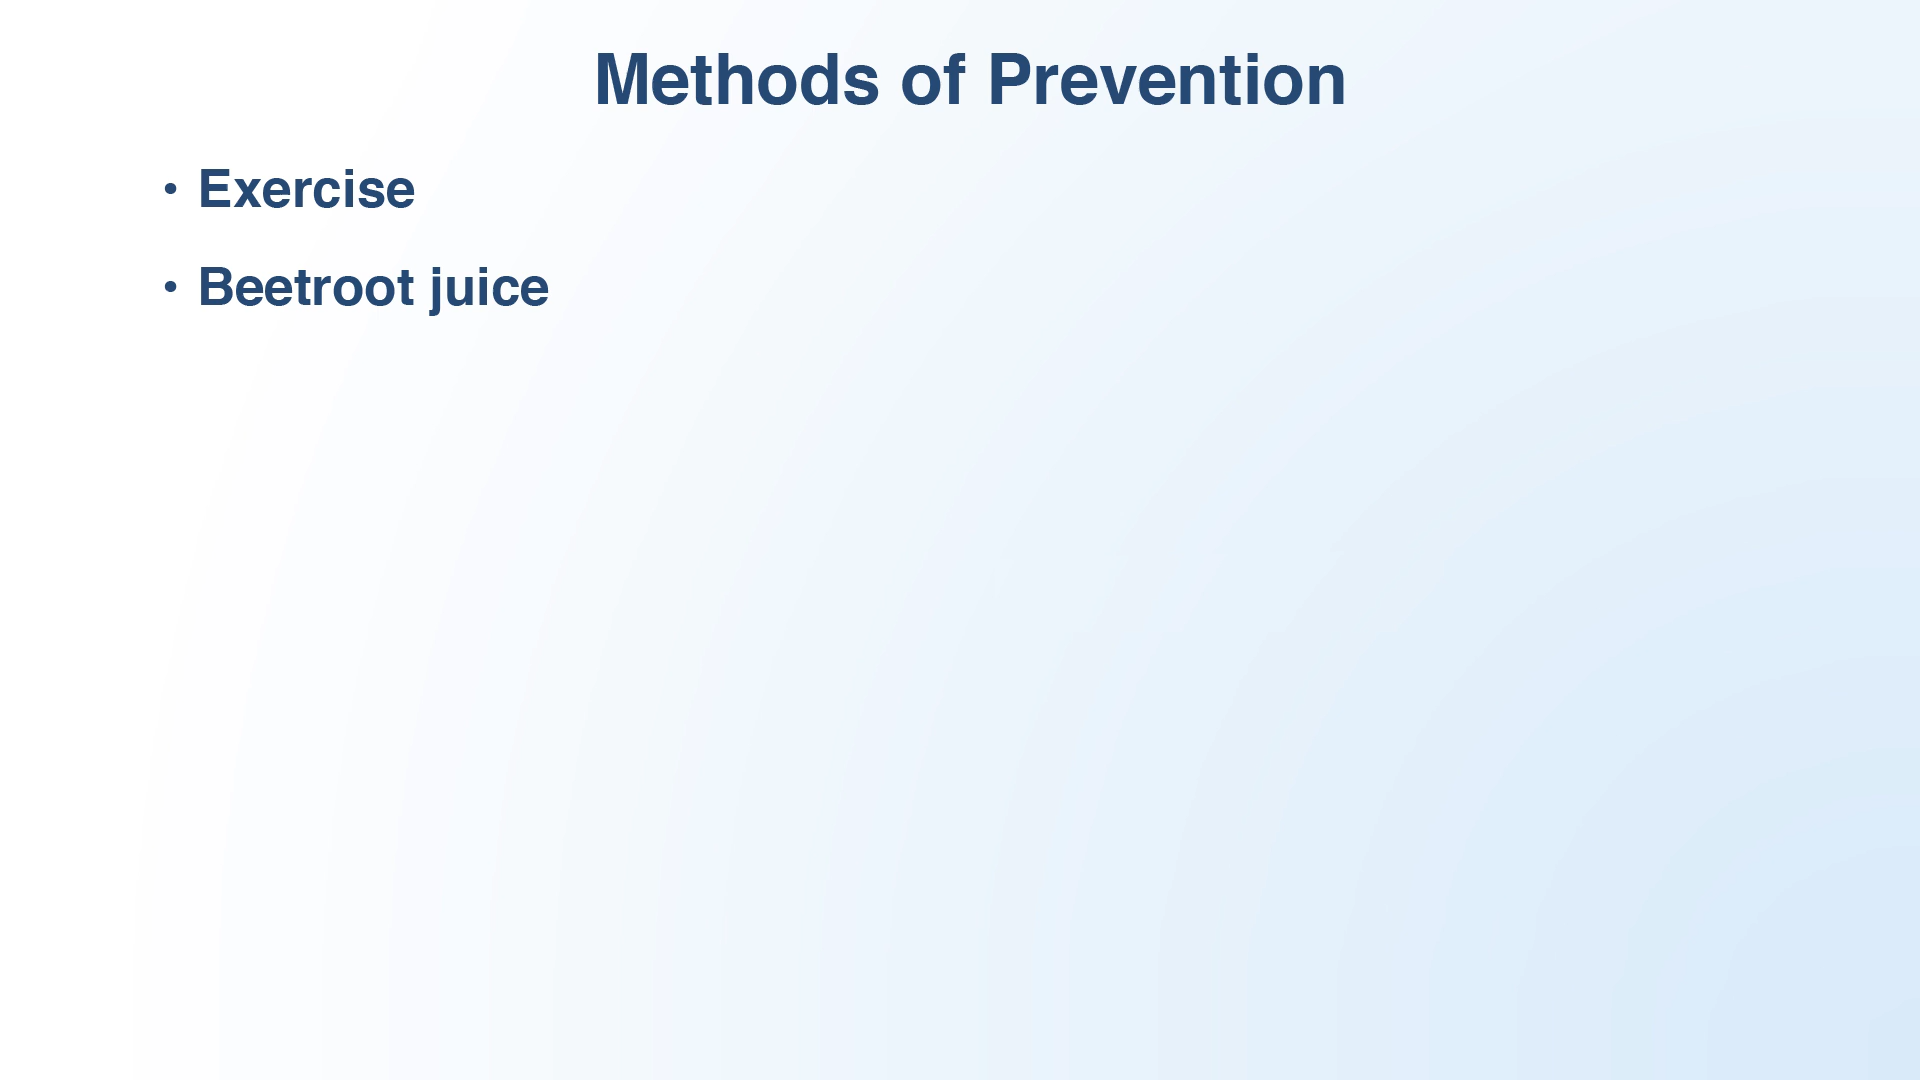 Methods of Prevention
• Exercise
• Beetroot juice